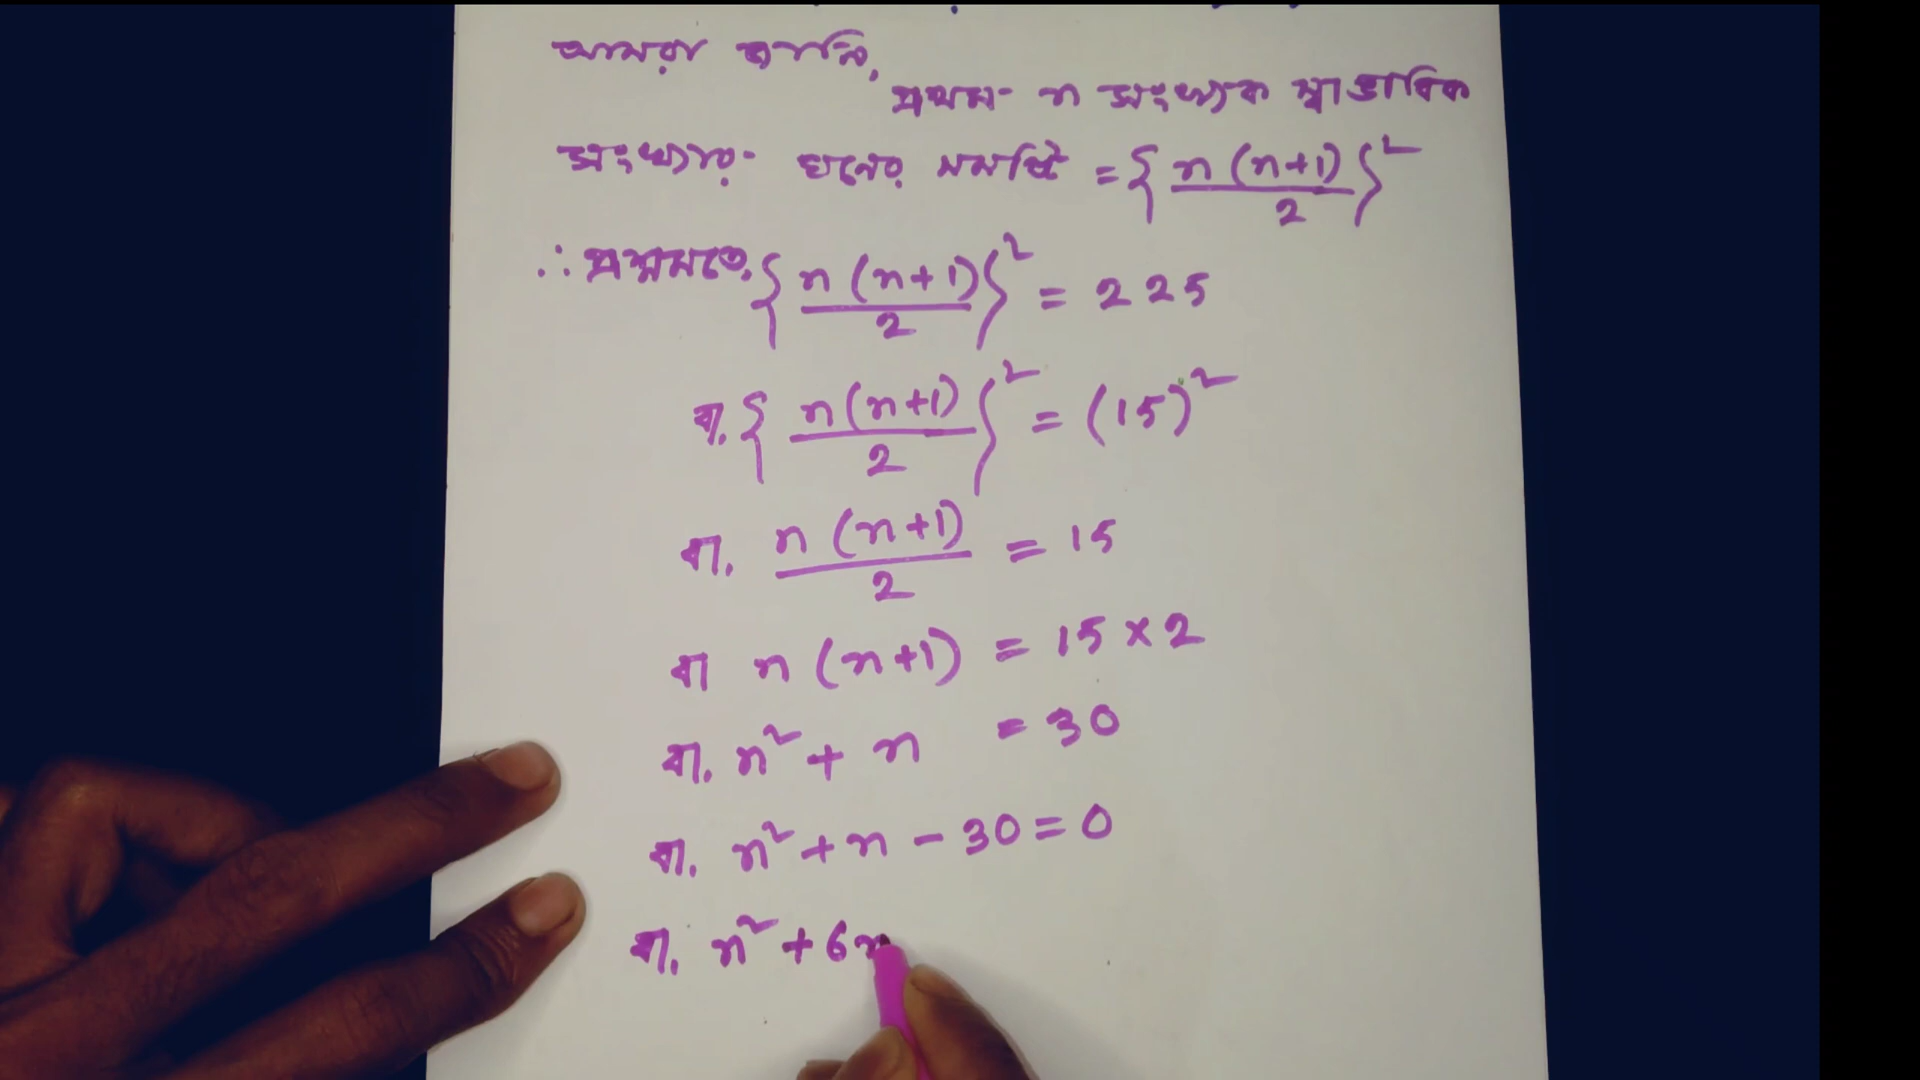 আমরা জানি,
প্রথম n সংখ্যক স্বাভাবিক
সংখ্যার ঘনের সমষ্টি = {n(n+1)/2}²
∴ প্রশ্নমতে, {n(n+1)/2}² = 225
বা, {n(n+1)/2}² = (15)²
বা, n(n+1)/2 = 15
বা n(n+1) = 15 × 2
বা, n² + n = 30
বা, n² + n - 30 = 0
বা, n² + 6n